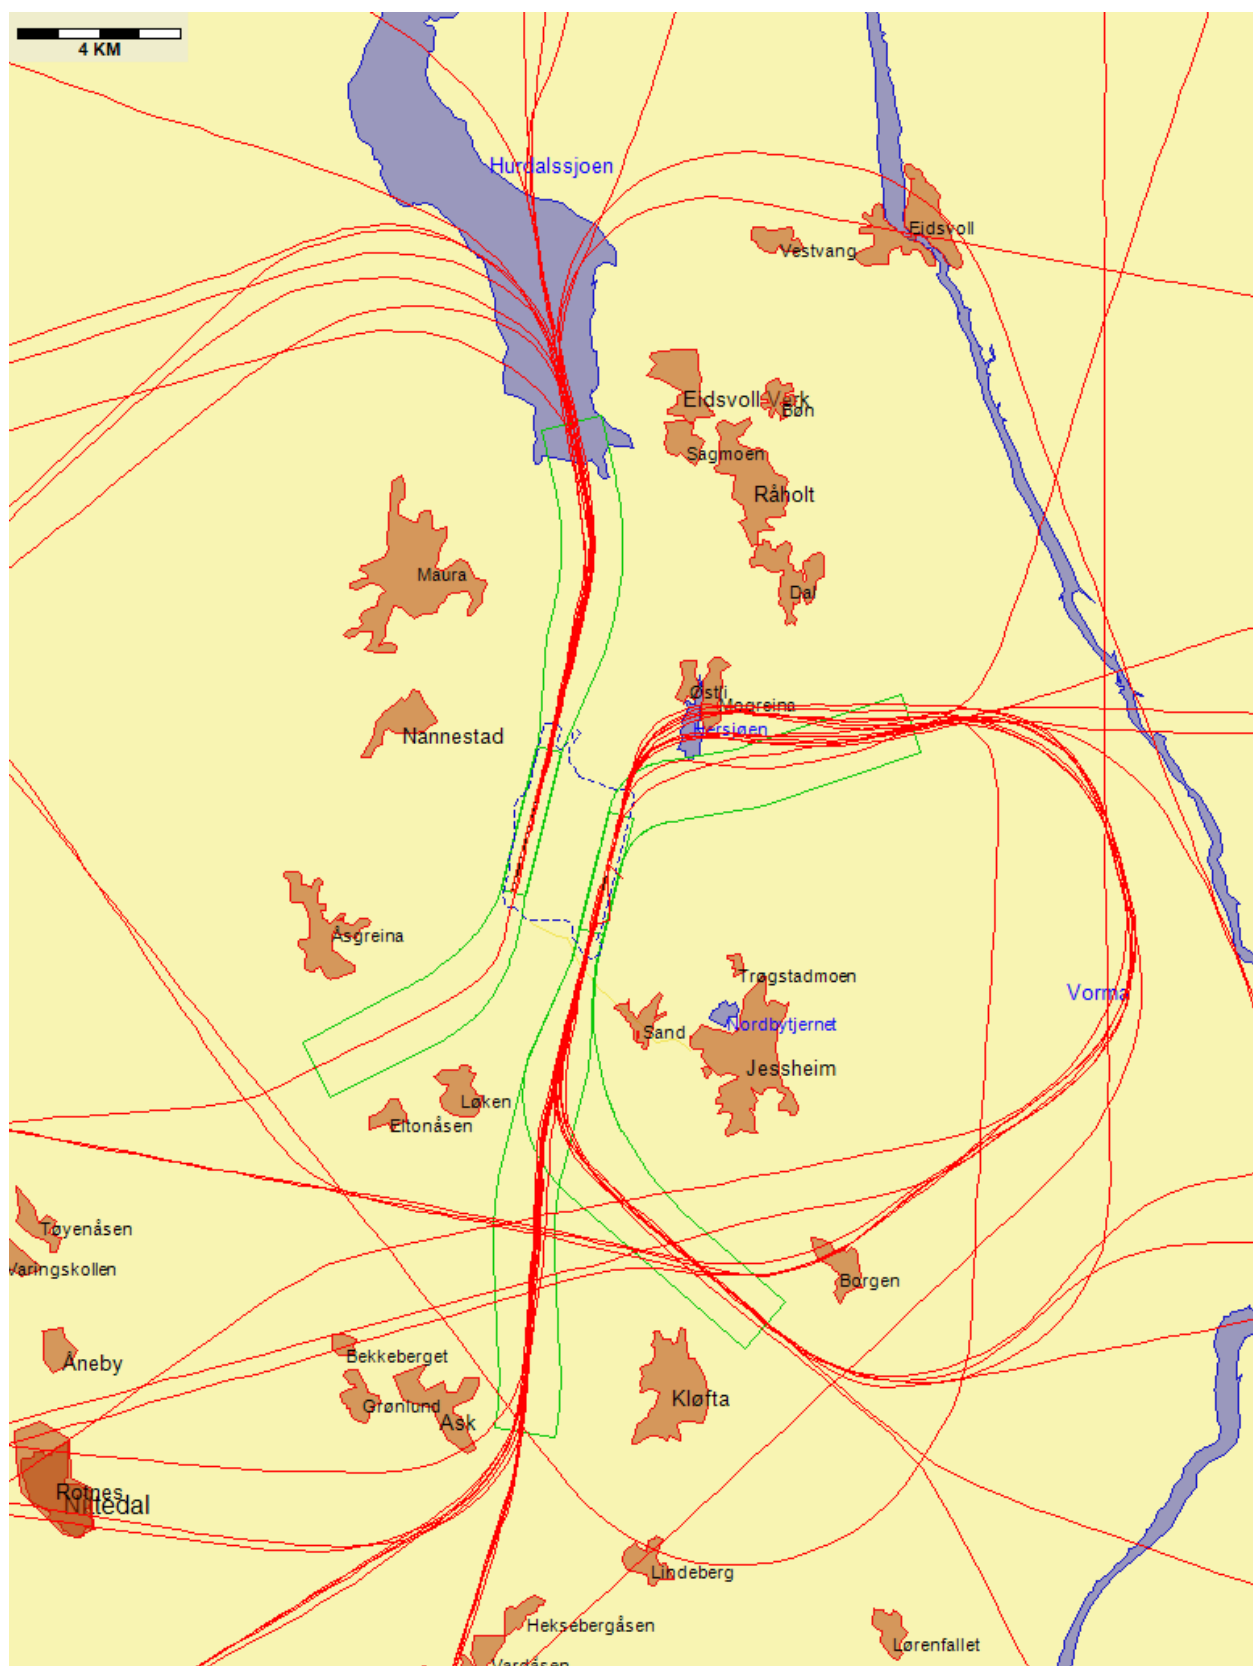 4 KM
Hurdalssjoen
Eidsvoll
Vestvang
Eidsvoll Verk
Bøn
Sagmoen
Råholt
Maura
Dal
Østli
Mogreina
Nannestad
Hersjøen
Åsgreina
Trøgstadmoen
Vorma
Nordbytjernet
Sand
Jessheim
Løken
Eltonåsen
Tøyenåsen
Varingskollen
Borgen
Bekkeberget
Åneby
Kløfta
Grønlund
Ask
Rotnes
Nittedal
Lindeberg
Heksebergåsen
Lørenfallet
Vardåsen